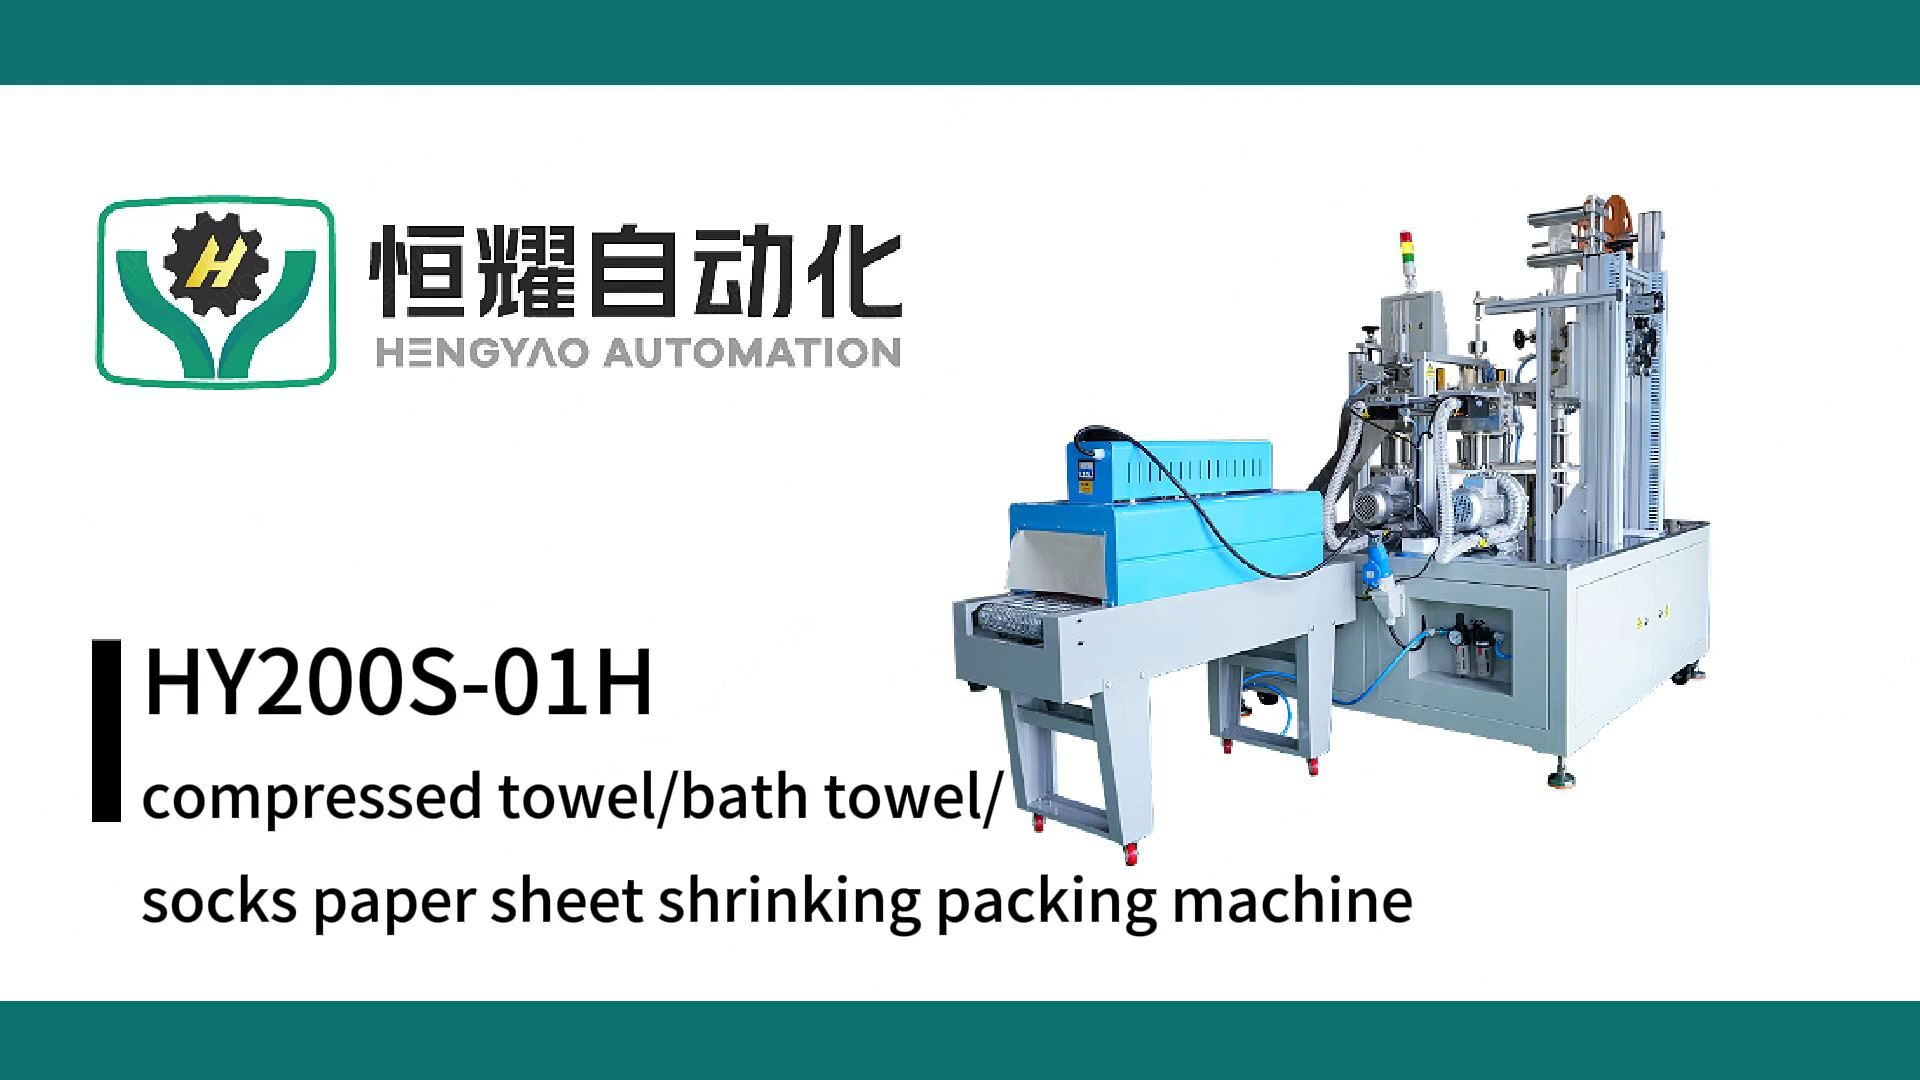 H
恒耀自动化
HENGYAO AUTOMATION
HY200S-01H
compressed towel/bath towel/
socks paper sheet shrinking packing machine